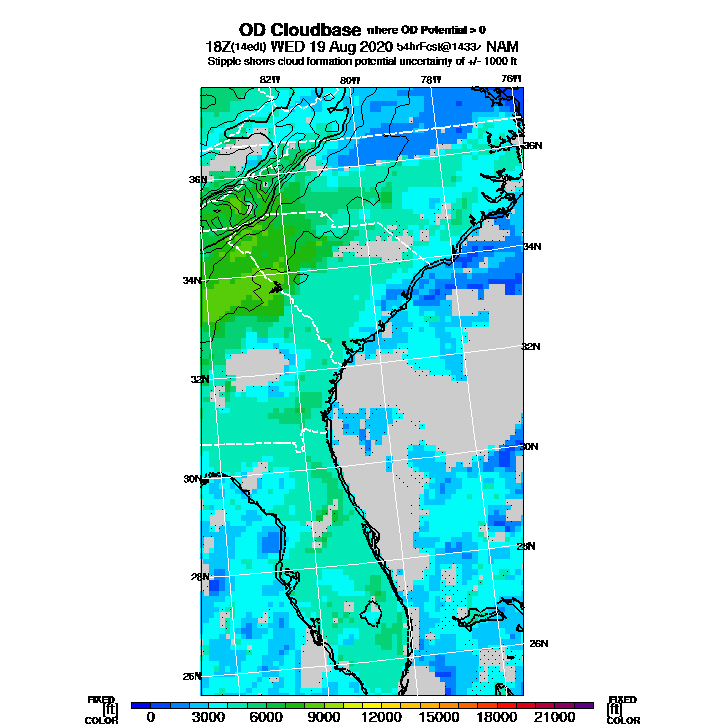 OD Cloudbase where OD Potential > 0
18Z(14edt) WED 19 Aug 2020 NAM
Stipple shows cloud formation potential uncertainty of +/- 1000 ft
82W 80W 78W 76W
36N
36N
34N
34N
32N
32N
30N
30N
28N
28N
26N
26N
FIXED FIXED
[ft] [ft]
COLOR COLOR
0 3000 6000 9000 12000 15000 18000 21000